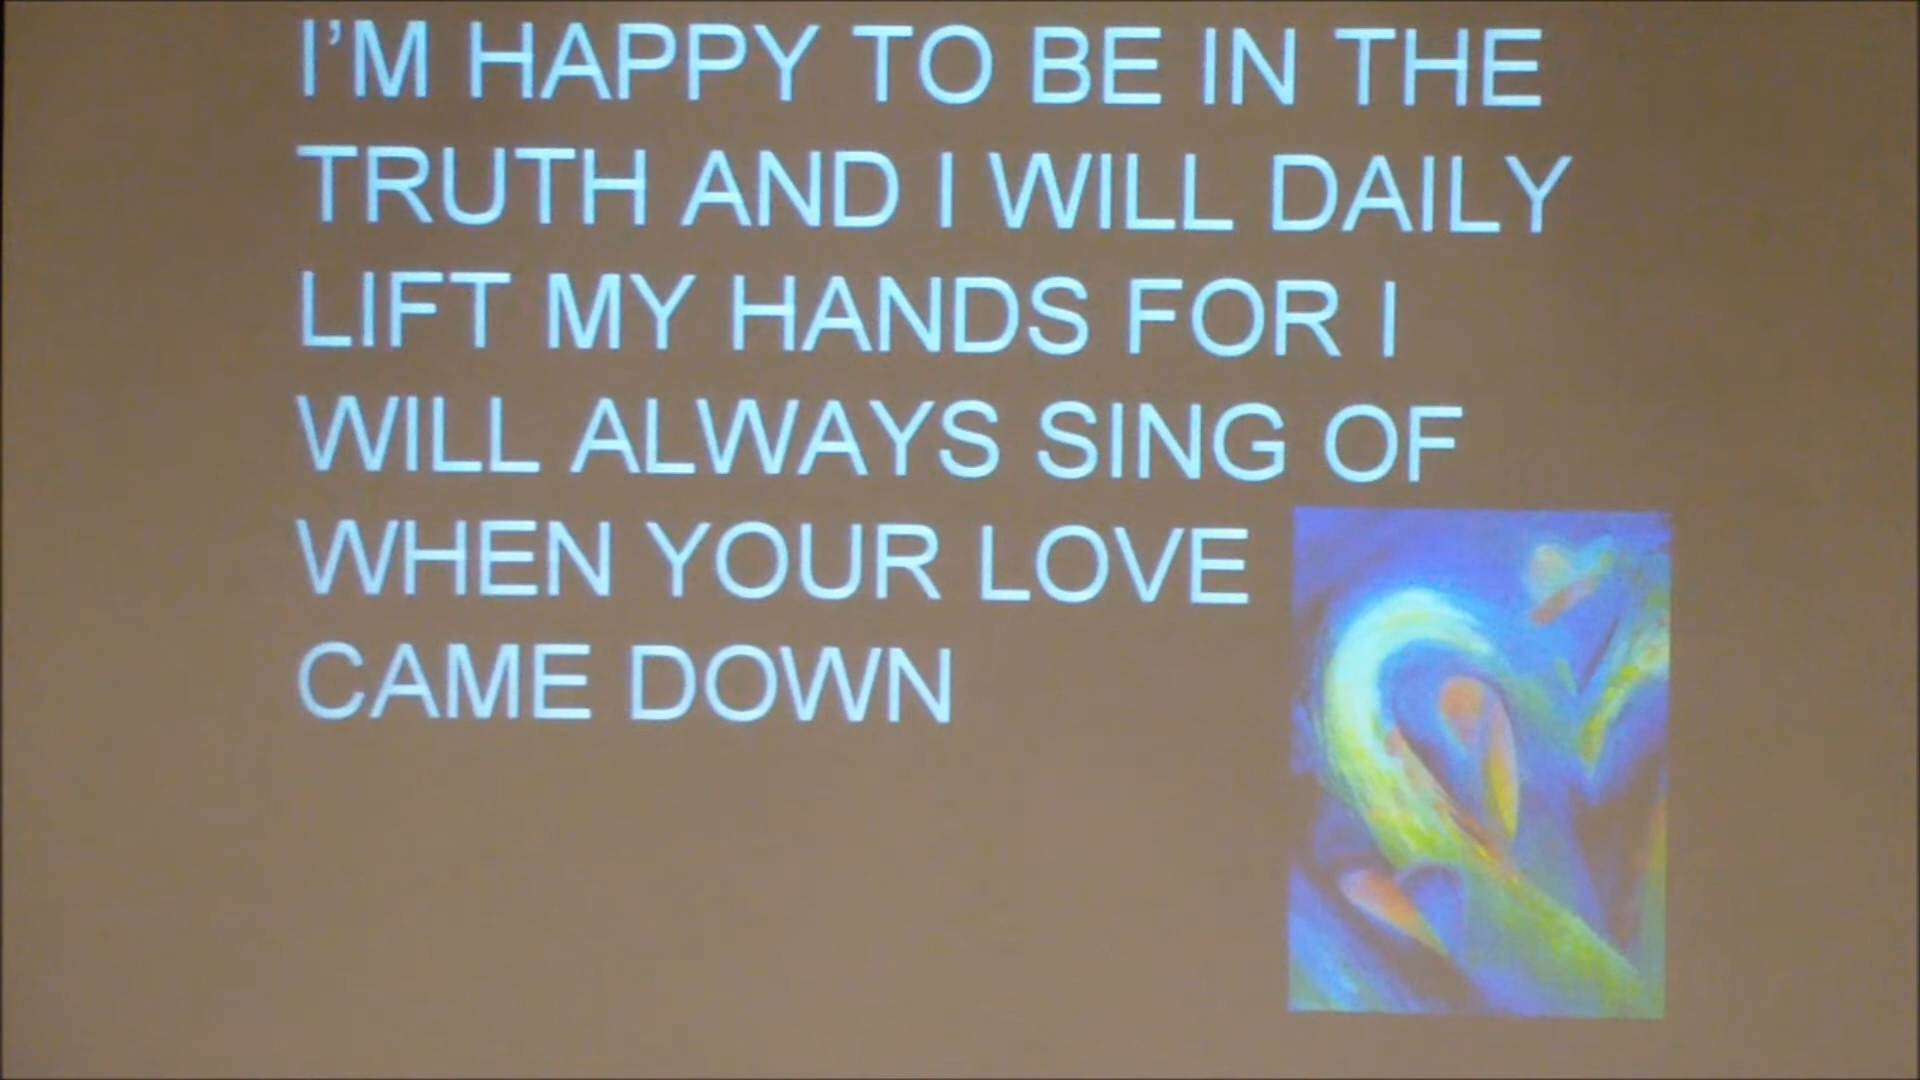 I'M HAPPY TO BE IN THE
TRUTH AND I WILL DAILY
LIFT MY HANDS FOR I
WILL ALWAYS SING OF
WHEN YOUR LOVE
CAME DOWN